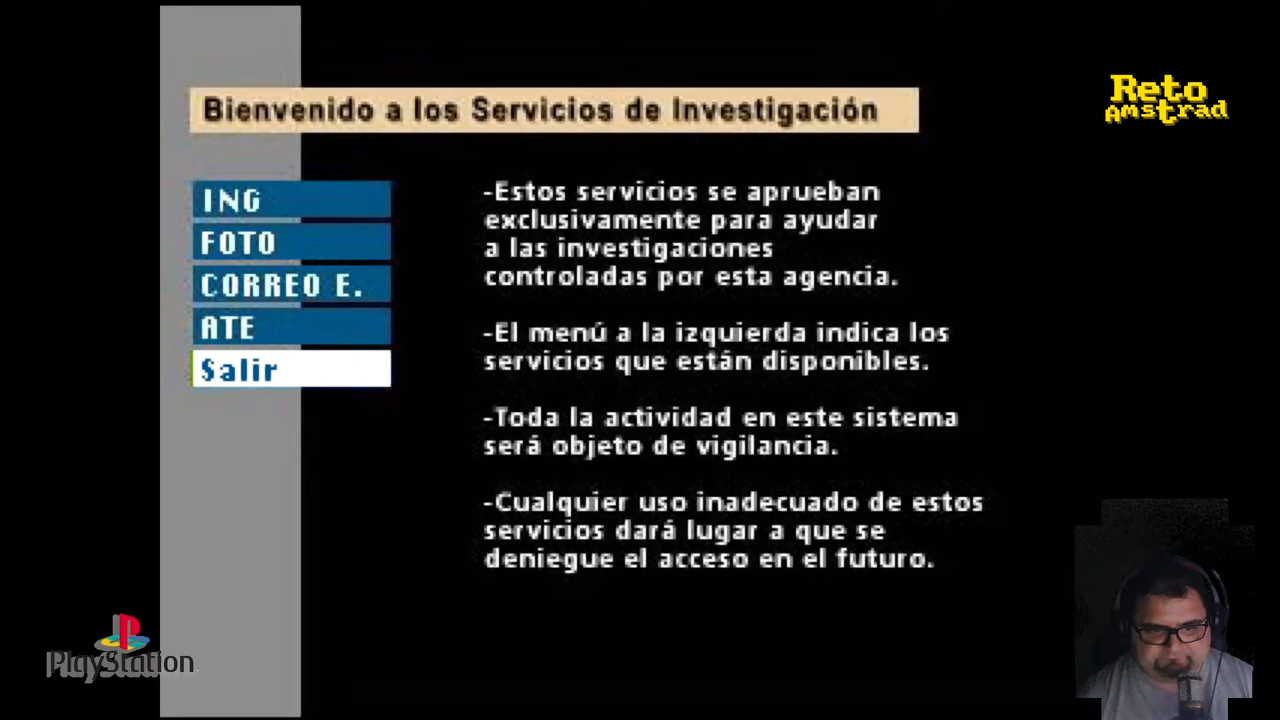 Bienvenido a los Servicios de Investigación
Reto
Amstrad
ING
FOTO
CORREO E.
ATE
Salir
-Estos servicios se aprueban
exclusivamente para ayudar
a las investigaciones
controladas por esta agencia.
-El menú a la izquierda indica los
servicios que están disponibles.
-Toda la actividad en este sistema
será objeto de vigilancia.
-Cualquier uso inadecuado de estos
servicios dará lugar a que se
deniegue el acceso en el futuro.
PlayStation